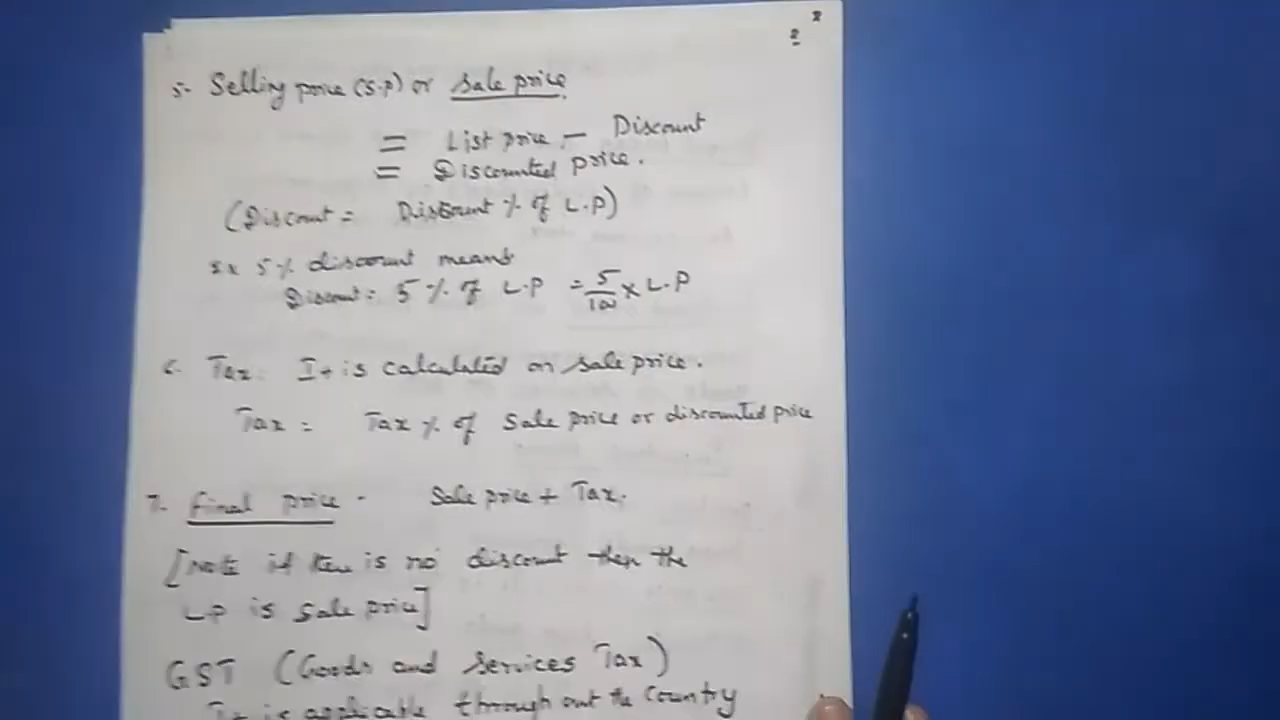 2
2
5- Selling price (S.P) or sale price.
= List price - Discount
= Discounted price.
(Discount = Discount % of L.P)
Ex 5% discount means
Discount = 5 % of L.P = 5/100 x L.P
6. Tax: It is calculated on sale price.
Tax = Tax % of sale price or discounted price
7. final price - Sale price + Tax.
[Note if there is no discount then the
LP is sale price]
GST (Goods and services Tax)
It is applicable through out the country